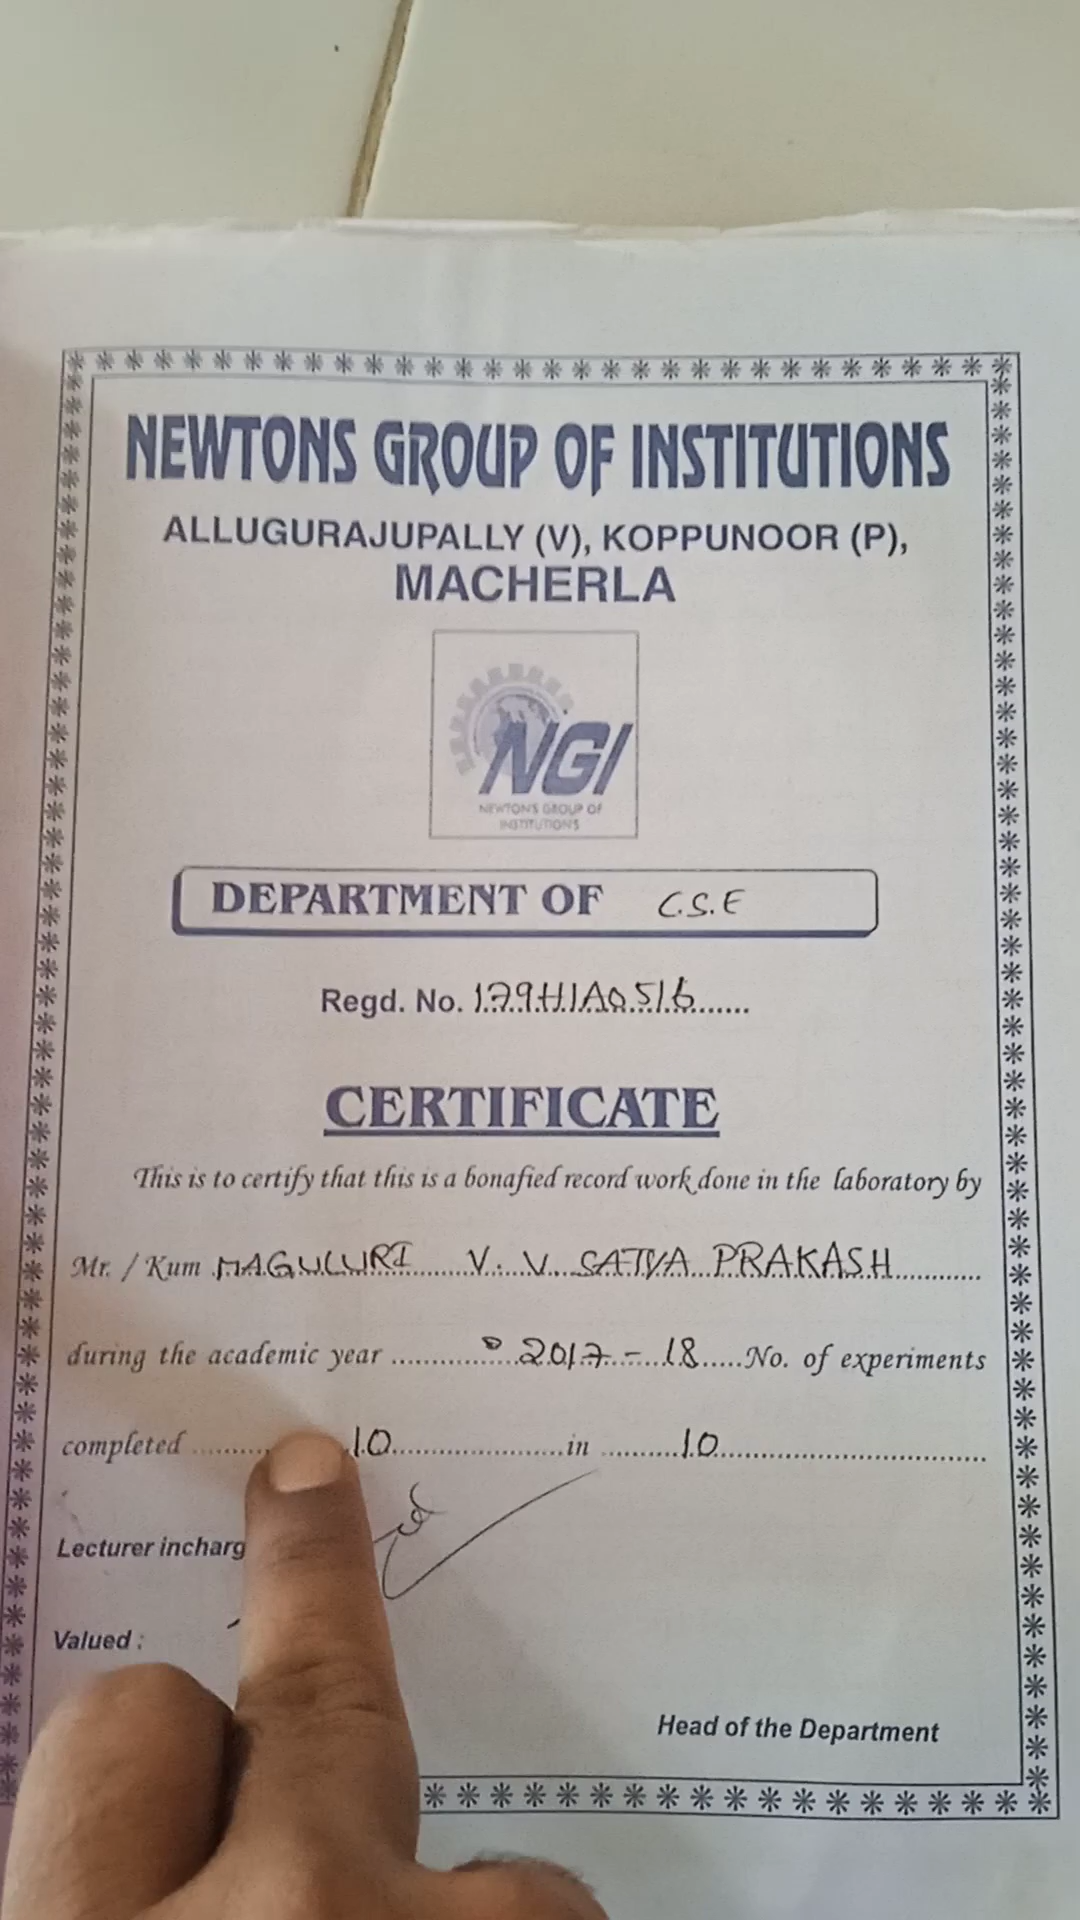 NEWTONS GROUP OF INSTITUTIONS
ALLUGURAJUPALLY (V), KOPPUNOOR (P),
MACHERLA
NGI
NEWTON'S GROUP OF
INSTITUTIONS
DEPARTMENT OF C.S.E
Regd. No. 179H1A0516
CERTIFICATE
This is to certify that this is a bonafied record work done in the laboratory by
Mr. / Kum MAGULURI V. V. SATYA PRAKASH
during the academic year 2017-18 No. of experiments
completed 10 in 10
Lecturer incharg
Valued :
Head of the Department